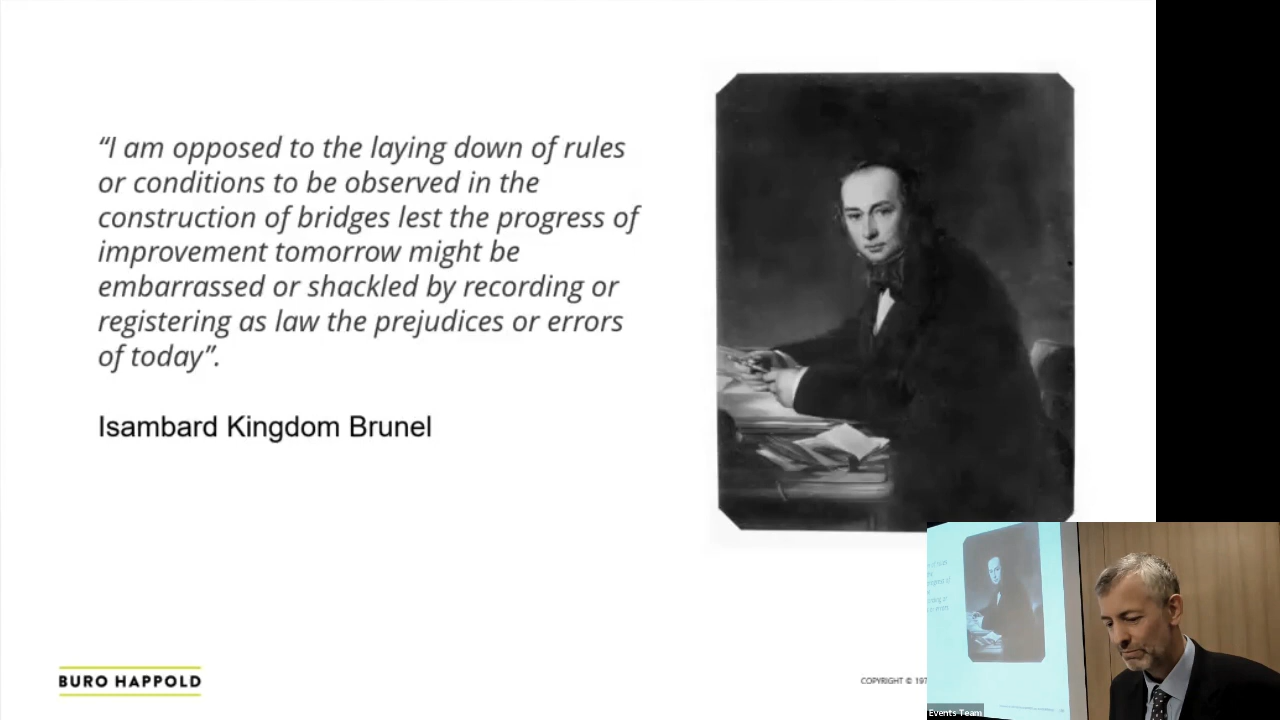 “I am opposed to the laying down of rules
or conditions to be observed in the
construction of bridges lest the progress of
improvement tomorrow might be
embarrassed or shackled by recording or
registering as law the prejudices or errors
of today”.
Isambard Kingdom Brunel
BURO HAPPOLD
COPYRIGHT ©
Events Team